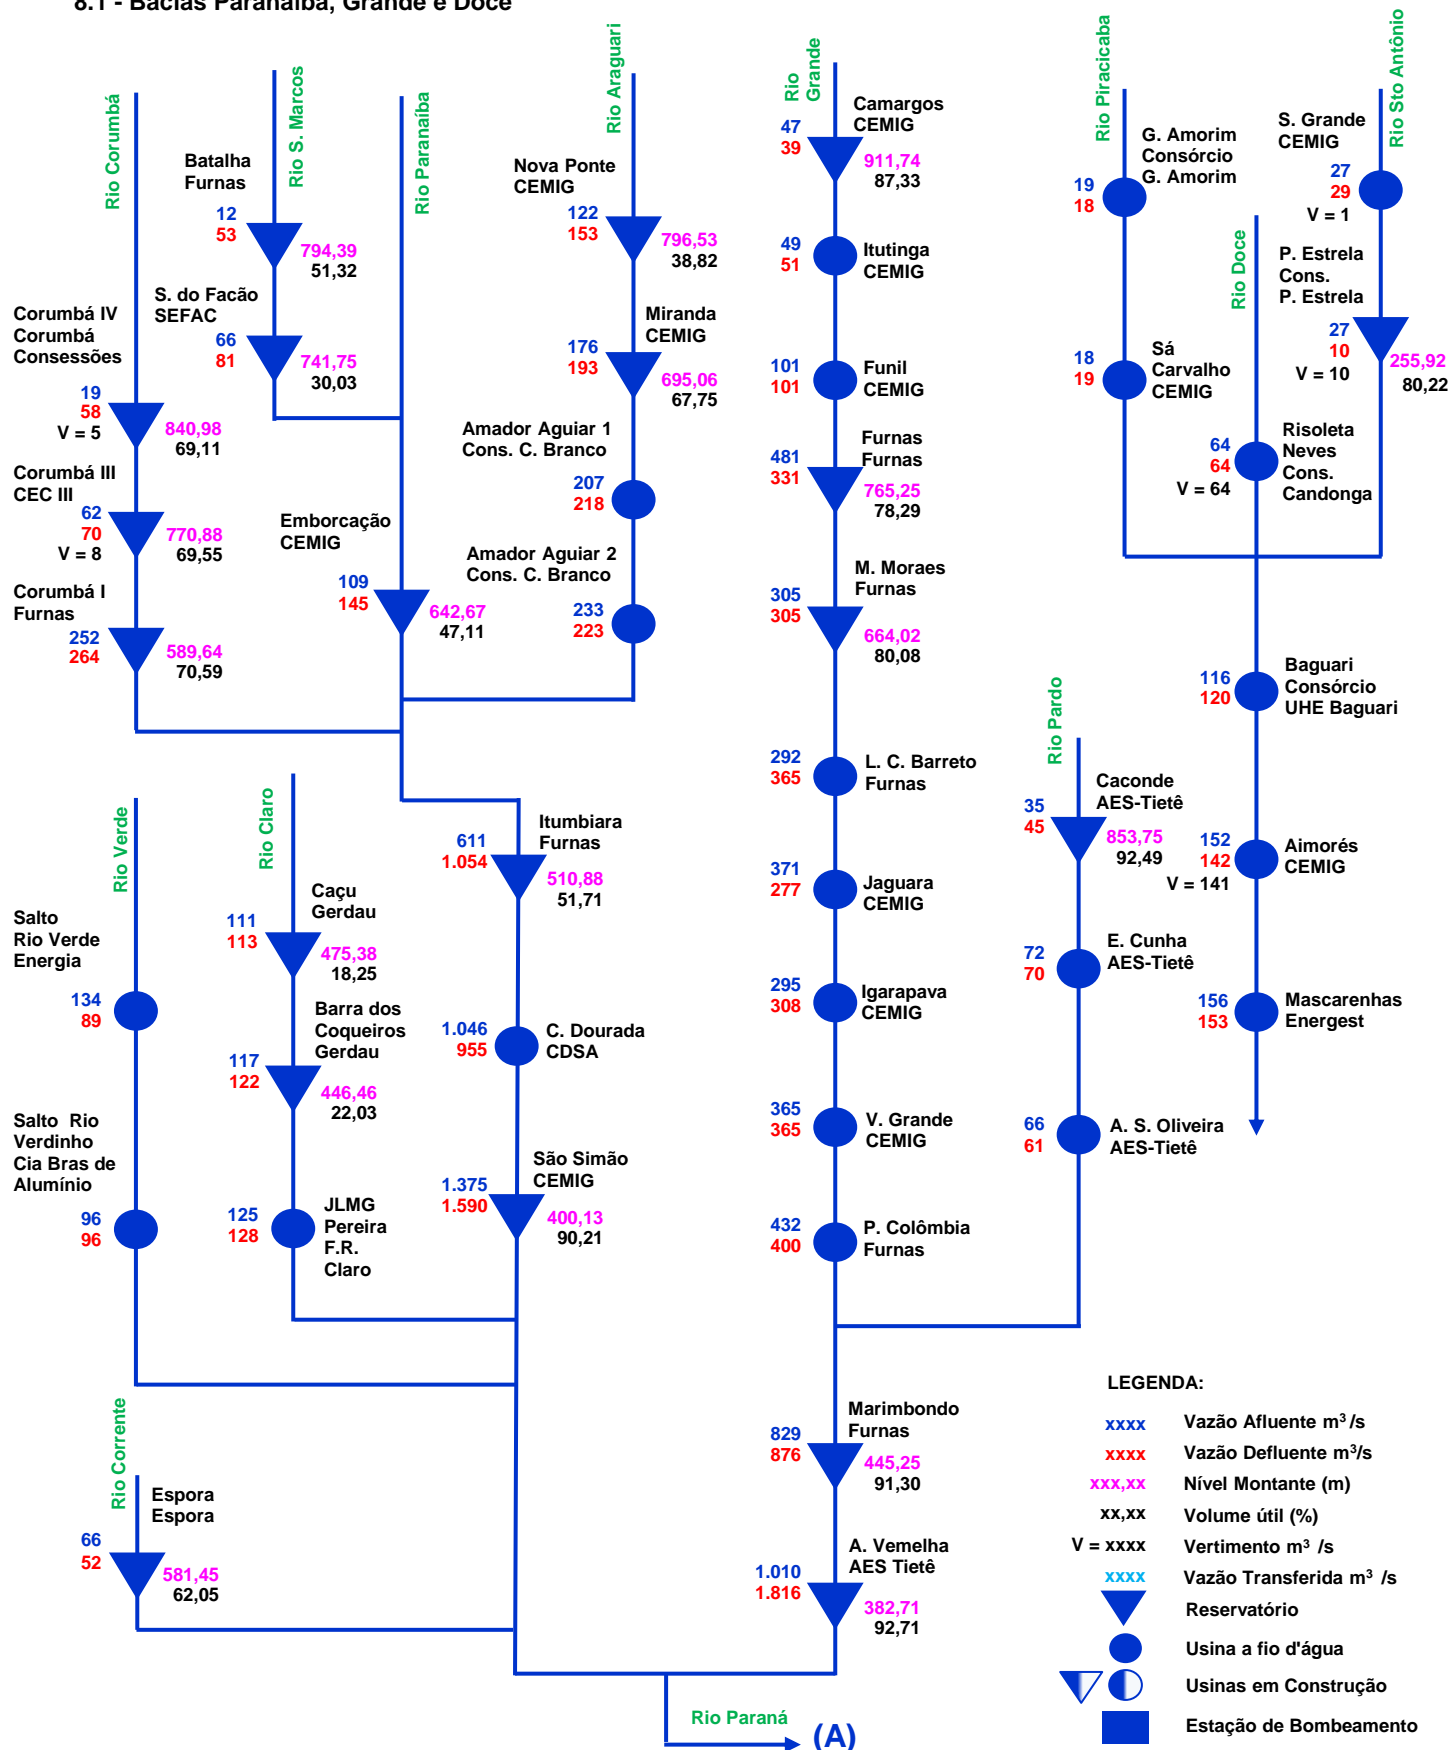 8.1 - Bacias Paranaíba, Grande e Doce
Rio Corumbá
Corumbá IV
Corumbá
Consessões
19
58
V = 5
840,98
69,11
Corumbá III
CEC III
62
70
V = 8
770,88
69,55
Corumbá I
Furnas
252
264
589,64
70,59
Rio S. Marcos
Batalha
Furnas
12
53
794,39
51,32
S. do Facão
SEFAC
66
81
741,75
30,03
Rio Paranaíba
Emborcação
CEMIG
109
145
642,67
47,11
Rio Araguari
Nova Ponte
CEMIG
122
153
796,53
38,82
Miranda
CEMIG
176
193
695,06
67,75
Amador Aguiar 1
Cons. C. Branco
207
218
Amador Aguiar 2
Cons. C. Branco
233
223
Rio Verde
Salto
Rio Verde
Energia
134
89
Salto Rio
Verdinho
Cia Bras de
Alumínio
96
96
Rio Claro
Caçu
Gerdau
111
113
475,38
18,25
Barra dos
Coqueiros
Gerdau
117
122
446,46
22,03
JLMG
Pereira
F.R.
Claro
125
128
Itumbiara
Furnas
611
1.054
510,88
51,71
C. Dourada
CDSA
1.046
955
São Simão
CEMIG
1.375
1.590
400,13
90,21
Rio Corrente
Espora
Espora
66
52
581,45
62,05
Rio
Grande
Camargos
CEMIG
47
39
911,74
87,33
49
51
Itutinga
CEMIG
101
101
Funil
CEMIG
Furnas
Furnas
481
331
765,25
78,29
M. Moraes
Furnas
305
305
664,02
80,08
292
365
L. C. Barreto
Furnas
371
277
Jaguara
CEMIG
295
308
Igarapava
CEMIG
365
365
V. Grande
CEMIG
432
400
P. Colômbia
Furnas
Rio Pardo
Caconde
AES-Tietê
35
45
853,75
92,49
72
70
E. Cunha
AES-Tietê
66
61
A. S. Oliveira
AES-Tietê
Marimbondo
Furnas
829
876
445,25
91,30
A. Vemelha
AES Tietê
1.010
1.816
382,71
92,71
Rio Paraná
(A)
Rio Piracicaba
G. Amorim
Consórcio
G. Amorim
19
18
Sá
Carvalho
CEMIG
18
19
Rio Doce
Risoleta
Neves
Cons.
Candonga
64
64
V = 64
Rio Sto Antônio
S. Grande
CEMIG
27
29
V = 1
P. Estrela
Cons.
P. Estrela
27
10
V = 10
255,92
80,22
116
120
Baguari
Consórcio
UHE Baguari
152
142
V = 141
Aimorés
CEMIG
156
153
Mascarenhas
Energest
LEGENDA:
xxxx Vazão Afluente m³/s
xxxx Vazão Defluente m³/s
xxx,xx Nível Montante (m)
xx,xx Volume útil (%)
V = xxxx Vertimento m³ /s
xxxx Vazão Transferida m³ /s
Reservatório
Usina a fio d'água
Usinas em Construção
Estação de Bombeamento